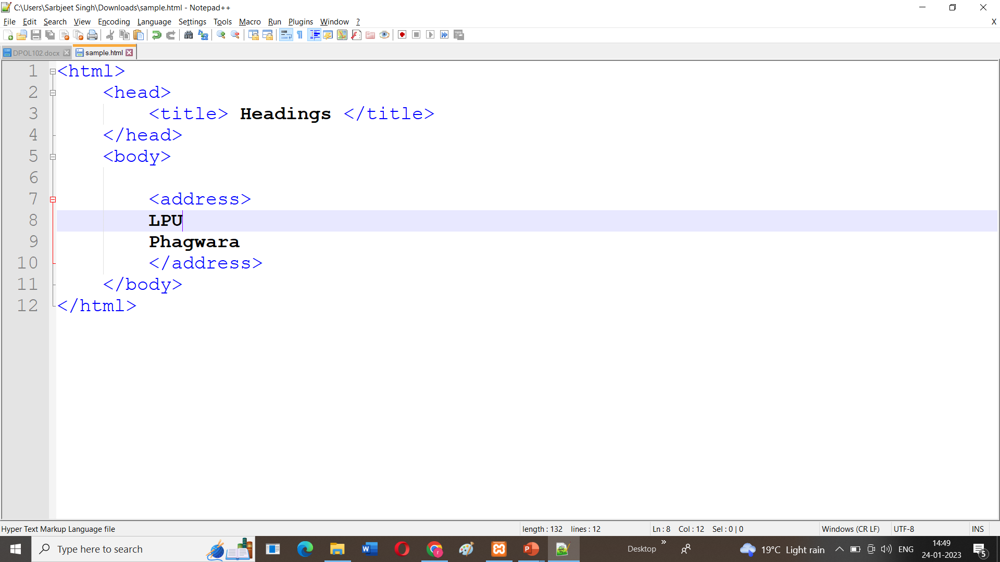 C:\Users\Sarbjeet Singh\Downloads\sample.html - Notepad++
File Edit Search View Encoding Language Settings Tools Macro Run Plugins Window ? X
DPOL102.docx sample.html
1 <html>
2 <head>
3 <title> Headings </title>
4 </head>
5 <body>
6
7 <address>
8 LPU
9 Phagwara
10 </address>
11 </body>
12 </html>
Hyper Text Markup Language file length : 132 lines : 12 Ln : 8 Col : 12 Sel : 0 | 0 Windows (CR LF) UTF-8 INS
Type here to search Desktop 19°C Light rain ENG 14:49
24-01-2023 5